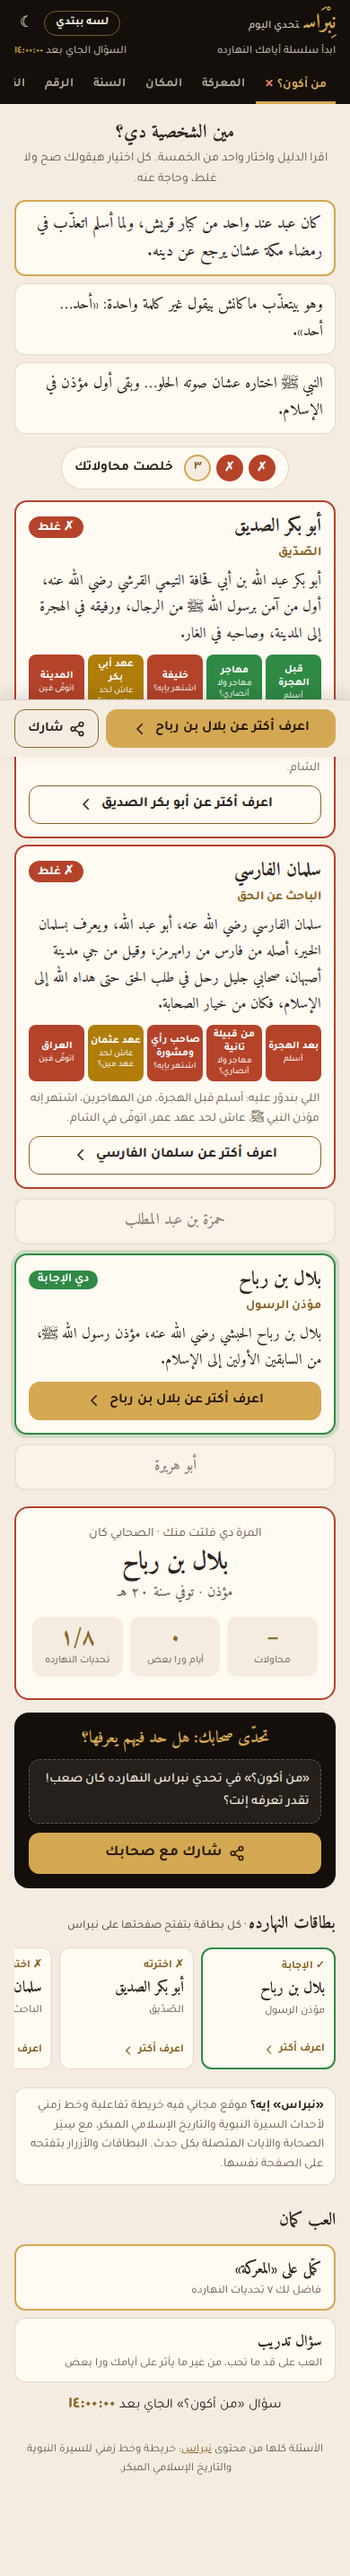 نبراس تحدي اليوم
لسه ببتدي
ابدأ سلسلة أيامك النهارده
السؤال الجاي بعد ١٤:٠٠:٠٠
من أكون؟ ✗
المعركة
المكان
السنة
الرقم
مين الشخصية دي؟
اقرا الدليل واختار واحد من الخمسة. كل اختيار هيقولك صح ولا
غلط، وحاجة عنه.
كان عبد عند واحد من كبار قريش، ولما أسلم اتعذّب في
رمضاء مكة عشان يرجع عن دينه.
وهو بيتعذّب ماكانش بيقول غير كلمة واحدة: «أحد...
أحد».
النبي ﷺ اختاره عشان صوته الحلو... وبقى أول مؤذن في
الإسلام.
✗ ✗ ٣ خلصت محاولاتك
أبو بكر الصديق
✗ غلط
الصّدّيق
أبو بكر عبد الله بن أبي قحافة التيمي القرشي رضي الله عنه،
أول من آمن برسول الله ﷺ من الرجال، ورفيقه في الهجرة
إلى المدينة، وصاحبه في الغار.
قبل الهجرة
أسلم
مهاجر
مهاجر ولا أنصاري؟
خليفة
اشتهر بإيه؟
عهد أبي بكر
عاش لحد
المدينة
اتوفّى فين
اعرف أكتر عن بلال بن رباح
شارك
الشام.
اعرف أكتر عن أبو بكر الصديق
سلمان الفارسي
✗ غلط
الباحث عن الحق
سلمان الفارسي رضي الله عنه، أبو عبد الله، ويعرف بسلمان
الخير، أصله من فارس من رامهرمز، وقيل من جي مدينة
أصبهان، صحابي جليل رحل في طلب الحق حتى هداه الله إلى
الإسلام، فكان من خيار الصحابة.
بعد الهجرة
أسلم
من قبيلة تانية
مهاجر ولا أنصاري؟
صاحب رأي ومشورة
اشتهر بإيه؟
عهد عثمان
عاش لحد عهد مين؟
العراق
اتوفّى فين
اللي بندوّر عليه: أسلم قبل الهجرة، من المهاجرين، اشتهر إنه
مؤذن النبي ﷺ، عاش لحد عهد عمر، اتوفّى في الشام.
اعرف أكتر عن سلمان الفارسي
حمزة بن عبد المطلب
بلال بن رباح
دي الإجابة
مؤذن الرسول
بلال بن رباح الحبشي رضي الله عنه، مؤذن رسول الله ﷺ،
من السابقين الأولين إلى الإسلام.
اعرف أكتر عن بلال بن رباح
أبو هريرة
المرة دي فلتت منك · الصحابي كان
بلال بن رباح
مؤذن · توفي سنة ٢٠ هـ
–
محاولات
٠
أيام ورا بعض
١/٨
تحديات النهارده
تحدّى صحابك: هل حد فيهم يعرفها؟
«من أكون؟» في تحدي نبراس النهارده كان صعب!
تقدر تعرفه إنت؟
شارك مع صحابك
بطاقات النهارده · كل بطاقة بتفتح صفحتها على نبراس
✓ الإجابة
بلال بن رباح
مؤذن الرسول
اعرف أكتر
✗ اخترته
أبو بكر الصديق
الصّدّيق
اعرف أكتر
سلمان
اعرف أ
«نبراس» إيه؟ موقع مجاني فيه خريطة تفاعلية وخط زمني
لأحداث السيرة النبوية والتاريخ الإسلامي المبكر، مع سِيَر
الصحابة والآيات المتصلة بكل حدث. البطاقات والأزرار بتفتحه
على الصفحة نفسها.
العب كمان
كمّل على «المعركة»
فاضل لك ٧ تحديات النهارده
سؤال تدريب
العب على قد ما تحب، من غير ما يأثر على أيامك ورا بعض
سؤال «من أكون؟» الجاي بعد ١٤:٠٠:٠٠
الأسئلة كلها من محتوى نبراس: خريطة وخط زمني للسيرة النبوية
والتاريخ الإسلامي المبكر.